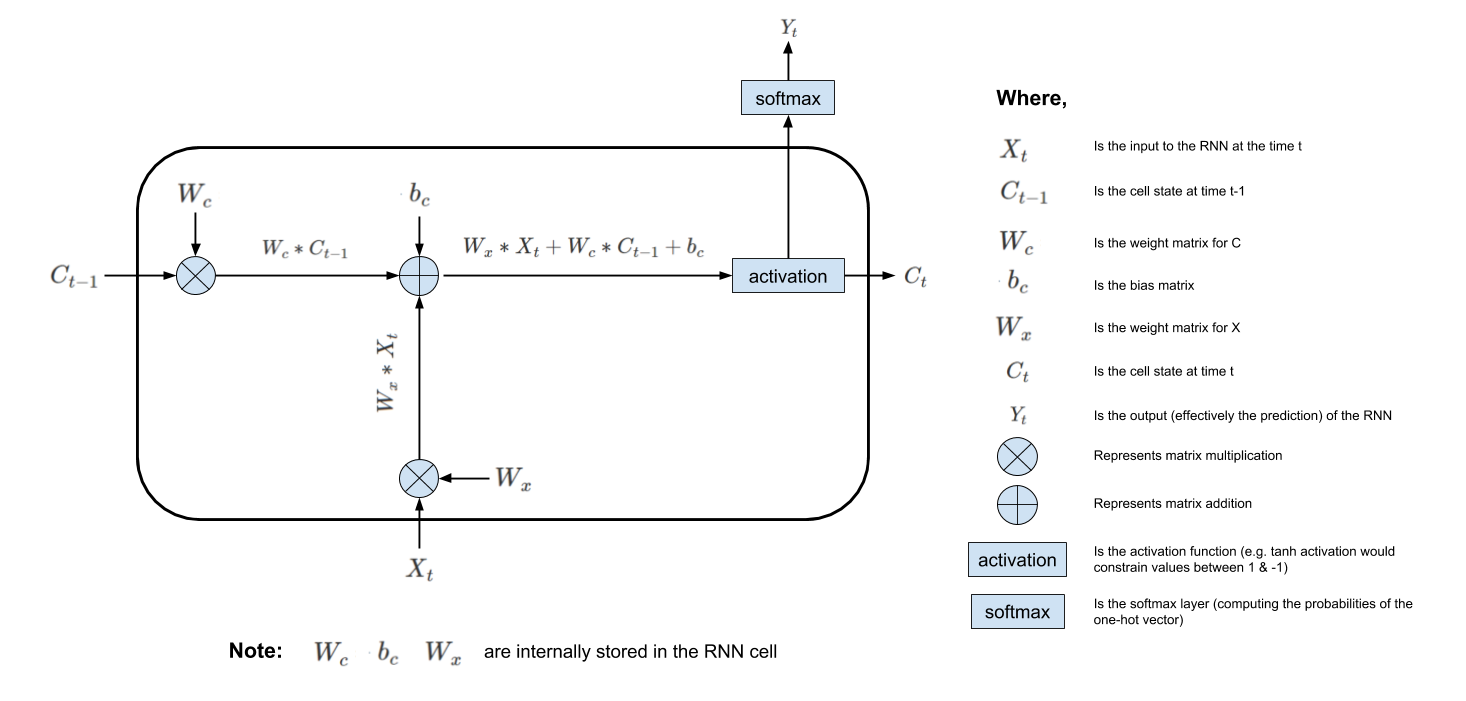 Yₜ
softmax
W_c
b_c
W_c * C_{t−1}
W_x * X_t + W_c * C_{t−1} + b_c
C_{t−1}
activation
C_t
W_x * X_t
W_x
X_t
Note: W_c b_c W_x are internally stored in the RNN cell
Where,
X_t Is the input to the RNN at the time t
C_{t−1} Is the cell state at time t-1
W_c Is the weight matrix for C
b_c Is the bias matrix
W_x Is the weight matrix for X
C_t Is the cell state at time t
Y_t Is the output (effectively the prediction) of the RNN
Represents matrix multiplication
Represents matrix addition
activation Is the activation function (e.g. tanh activation would
constrain values between 1 & -1)
softmax Is the softmax layer (computing the probabilities of the
one-hot vector)